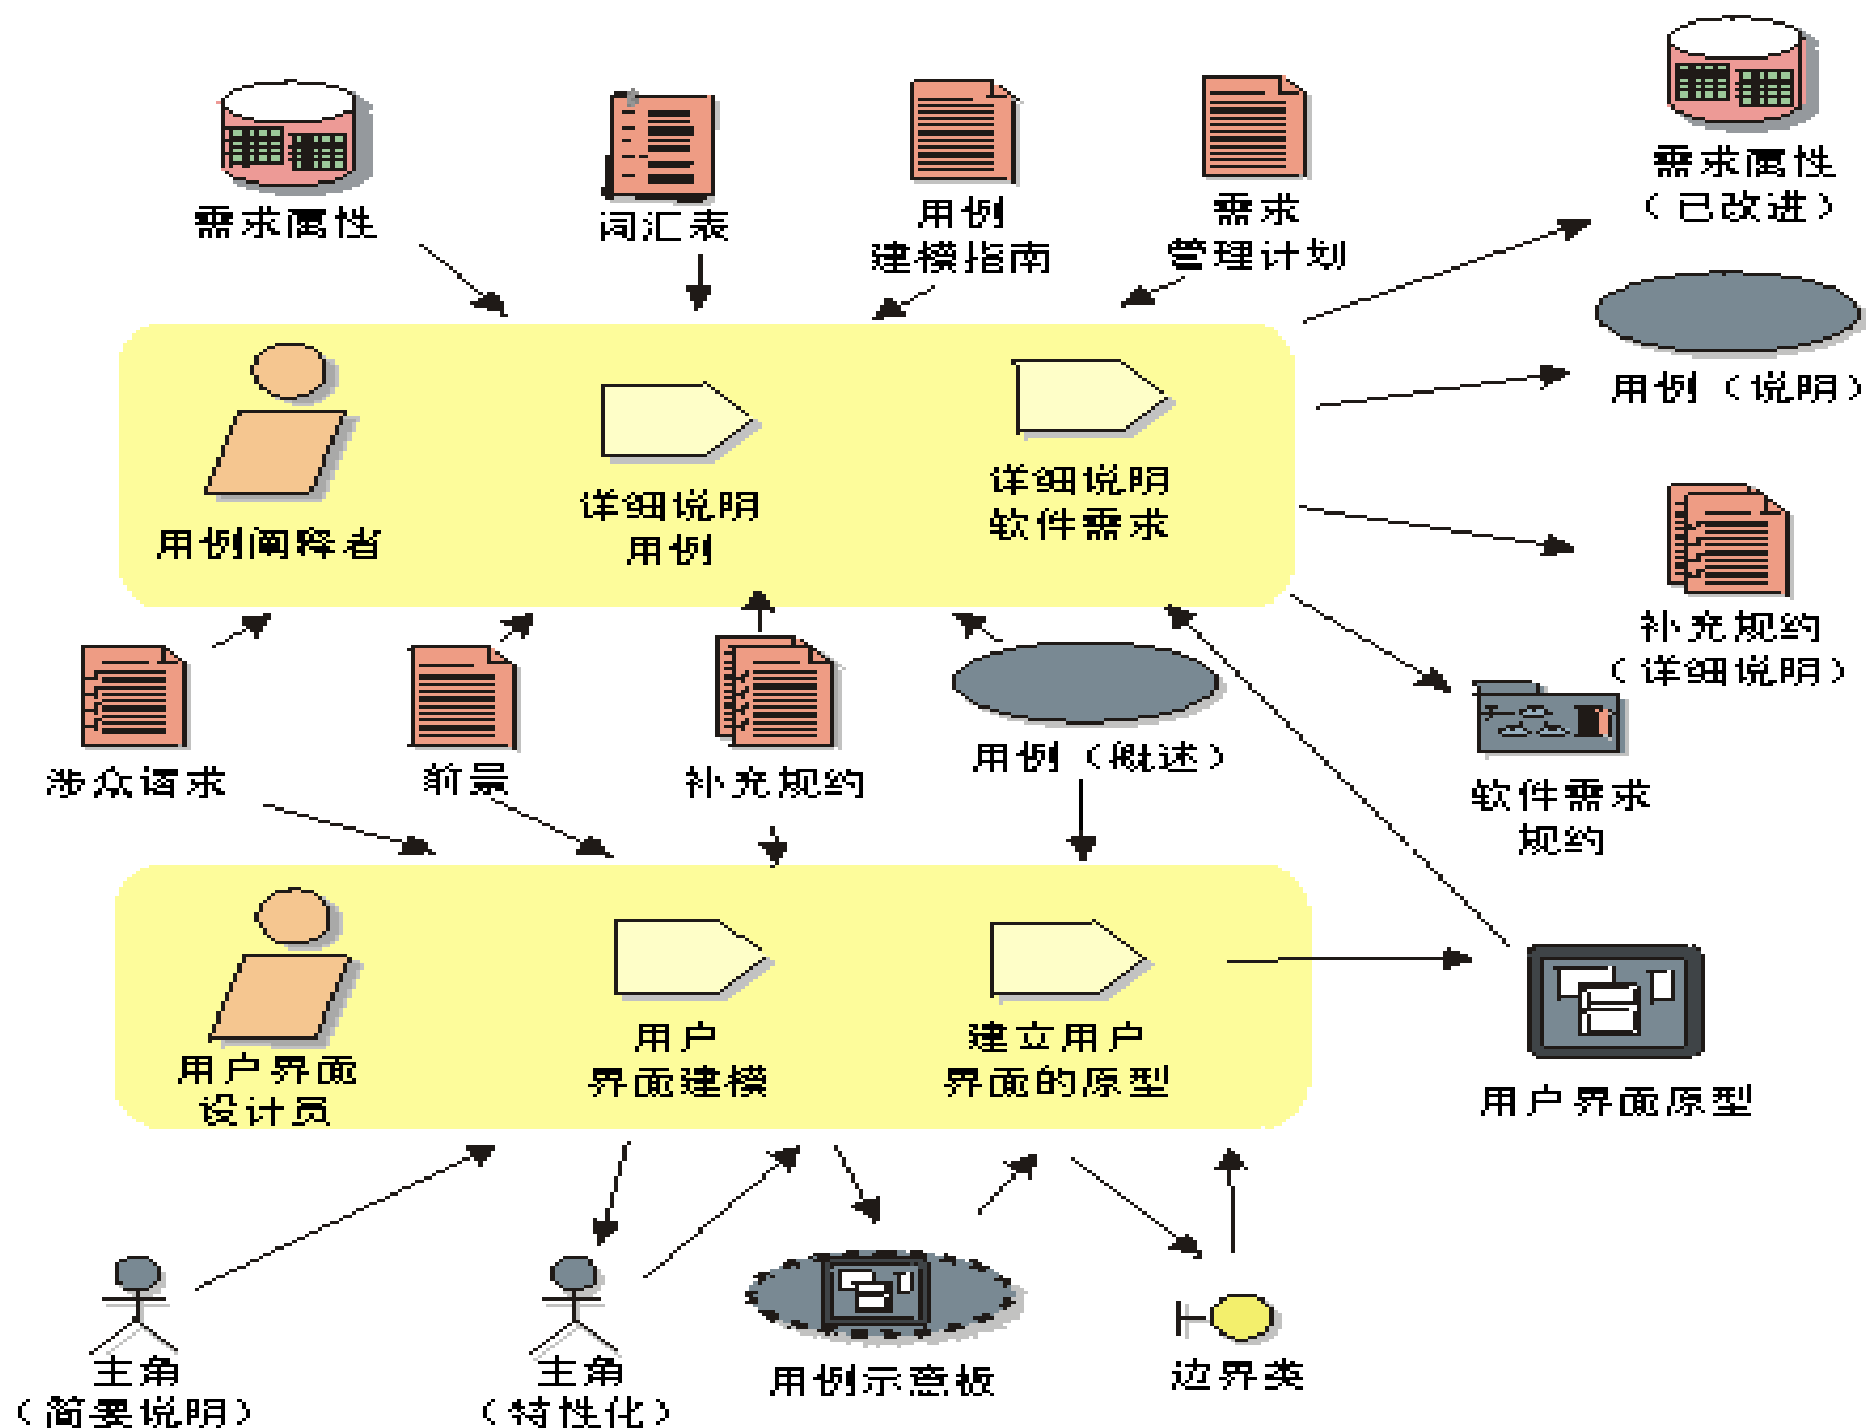 需求属性
词汇表
用例
建模指南
需求
管理计划
需求属性
（已改进）
用例（说明）
用例阐释者
详细说明
用例
详细说明
软件需求
补充规约
（详细说明）
涉众请求
前景
补充规约
用例（概述）
软件需求
规约
用户界面
设计员
用户
界面建模
建立用户
界面的原型
用户界面原型
主角
（简要说明）
主角
（特性化）
用例示意板
边界类